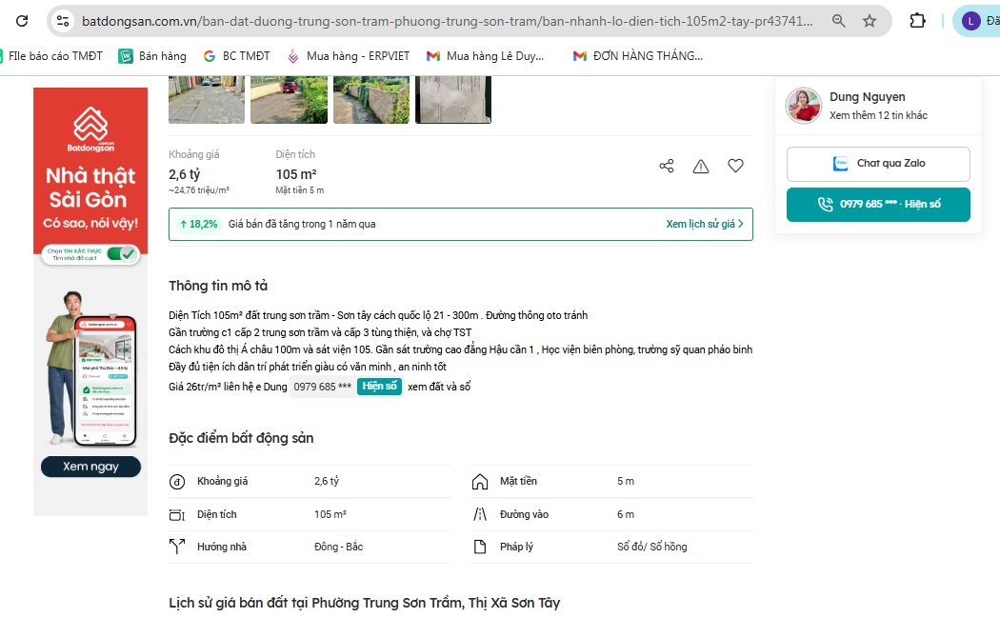 batdongsan.com.vn/ban-dat-duong-trung-son-tram-phuong-trung-son-tram/ban-nhanh-lo-dien-tich-105m2-tay-pr43741...
L
Đã
FIle báo cáo TMĐT
Bán hàng
BC TMĐT
Mua hàng - ERPVIET
Mua hàng Lê Duy...
ĐƠN HÀNG THÁNG...
Batdongsan
.com.vn
Nhà thật
Sài Gòn
Có sao, nói vậy!
Chọn TIN XÁC THỰC
Tìm nhà dễ cực!
Xem ngay
Khoảng giá
2,6 tỷ
~24,76 triệu/m²
Diện tích
105 m²
Mặt tiền 5 m
18,2%
Giá bán đã tăng trong 1 năm qua
Xem lịch sử giá
Thông tin mô tả
Diện Tích 105m² đất trung sơn trầm - Sơn tây cách quốc lộ 21 - 300m . Đường thông oto tránh
Gần trường c1 cấp 2 trung sơn trầm và cấp 3 tùng thiện, và chợ TST
Cách khu đô thị Á châu 100m và sát viện 105. Gần sát trường cao đẳng Hậu cần 1 , Học viện biên phòng, trường sỹ quan pháo binh
Đầy đủ tiện ích dân trí phát triển giàu có văn minh , an ninh tốt
Giá 26tr/m² liên hệ e Dung 0979 685 *** Hiện số xem đất và sổ
Đặc điểm bất động sản
Khoảng giá 2,6 tỷ
Mặt tiền 5 m
Diện tích 105 m²
Đường vào 6 m
Hướng nhà Đông - Bắc
Pháp lý Sổ đỏ/ Sổ hồng
Lịch sử giá bán đất tại Phường Trung Sơn Trầm, Thị Xã Sơn Tây
Dung Nguyen
Xem thêm 12 tin khác
Zalo
Chat qua Zalo
0979 685 *** · Hiện số